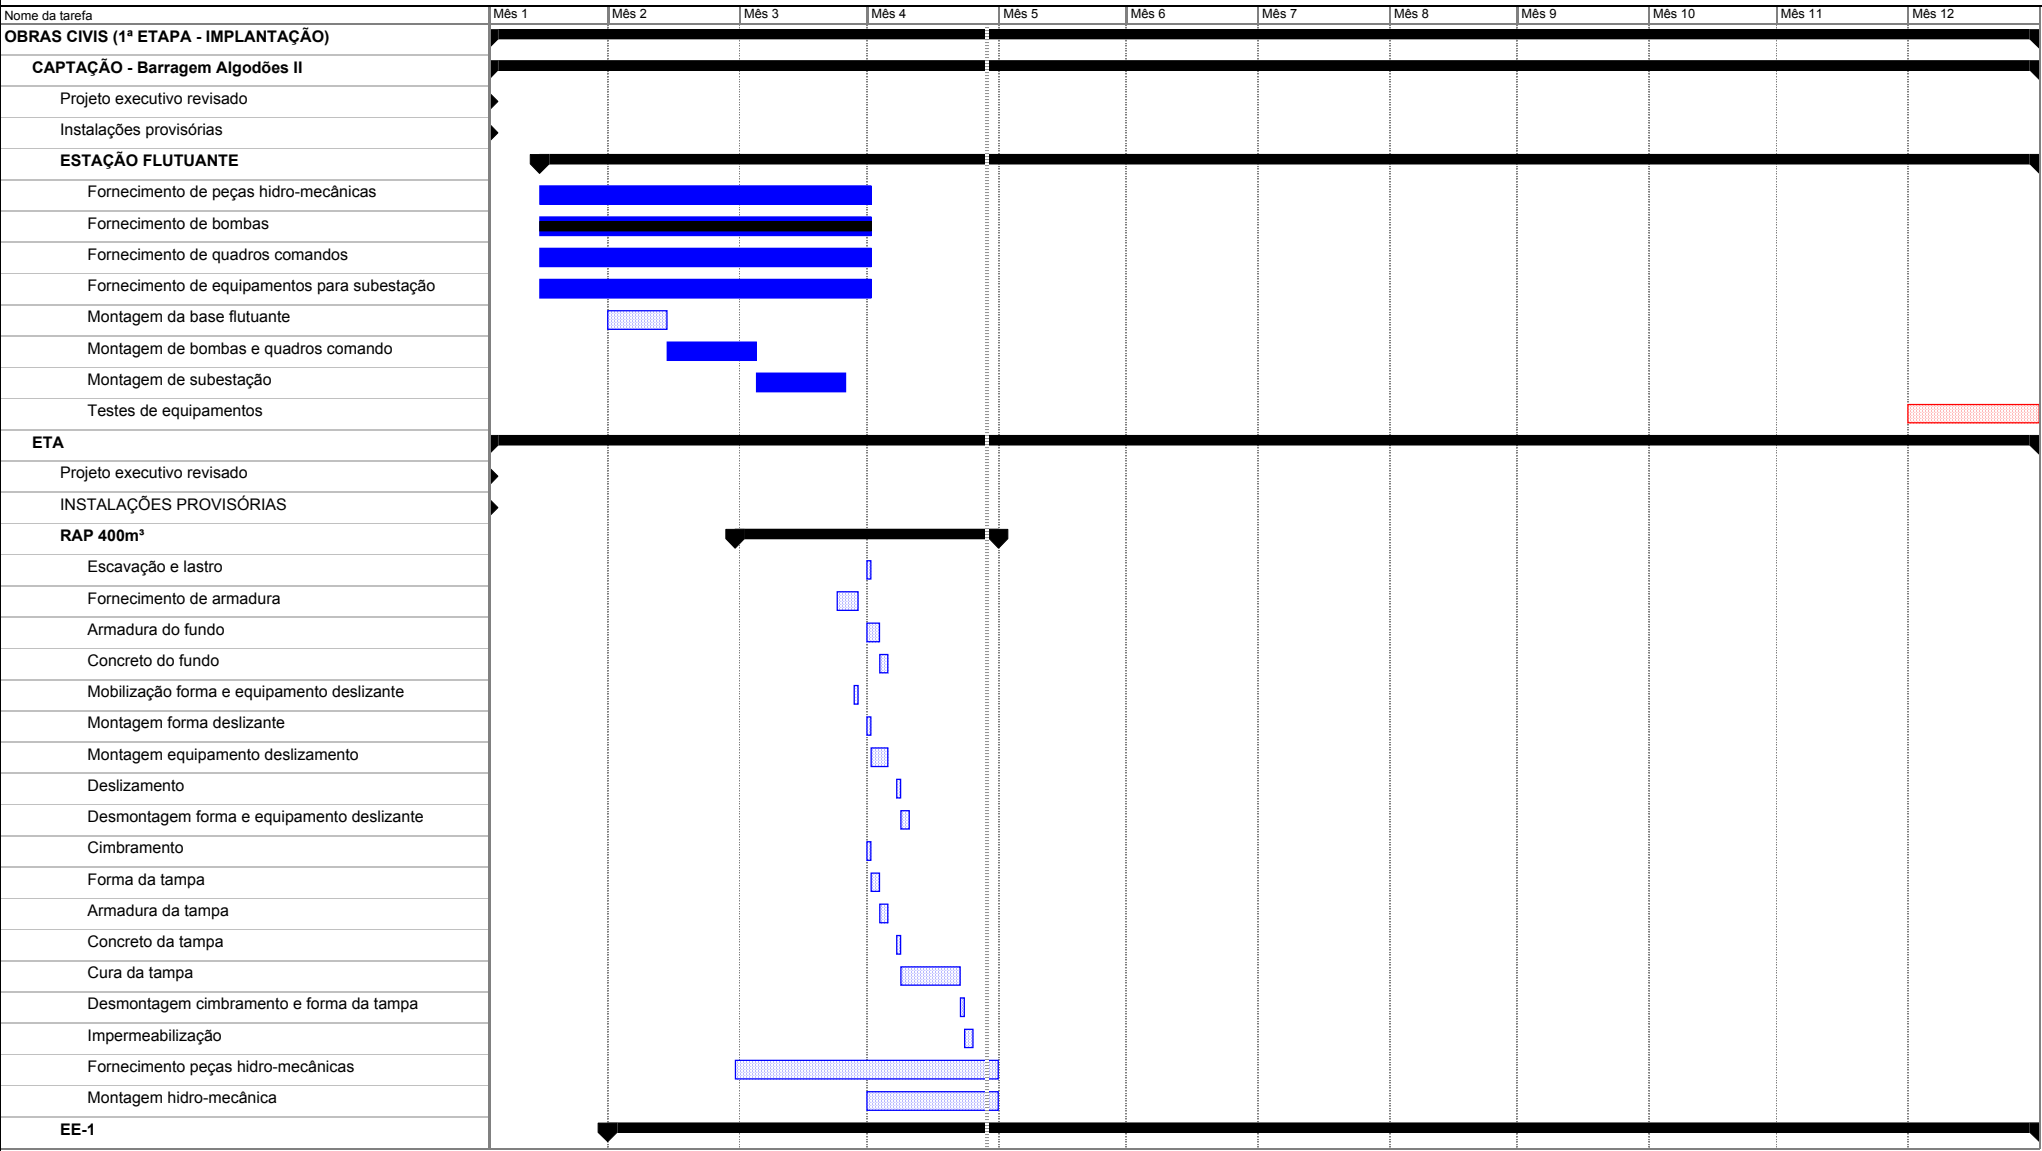 Nome da tarefa Mês 1 Mês 2 Mês 3 Mês 4 Mês 5 Mês 6 Mês 7 Mês 8 Mês 9 Mês 10 Mês 11 Mês 12
OBRAS CIVIS (1ª ETAPA - IMPLANTAÇÃO)
CAPTAÇÃO - Barragem Algodões II
Projeto executivo revisado
Instalações provisórias
ESTAÇÃO FLUTUANTE
Fornecimento de peças hidro-mecânicas
Fornecimento de bombas
Fornecimento de quadros comandos
Fornecimento de equipamentos para subestação
Montagem da base flutuante
Montagem de bombas e quadros comando
Montagem de subestação
Testes de equipamentos
ETA
Projeto executivo revisado
INSTALAÇÕES PROVISÓRIAS
RAP 400m³
Escavação e lastro
Fornecimento de armadura
Armadura do fundo
Concreto do fundo
Mobilização forma e equipamento deslizante
Montagem forma deslizante
Montagem equipamento deslizamento
Deslizamento
Desmontagem forma e equipamento deslizante
Cimbramento
Forma da tampa
Armadura da tampa
Concreto da tampa
Cura da tampa
Desmontagem cimbramento e forma da tampa
Impermeabilização
Fornecimento peças hidro-mecânicas
Montagem hidro-mecânica
EE-1